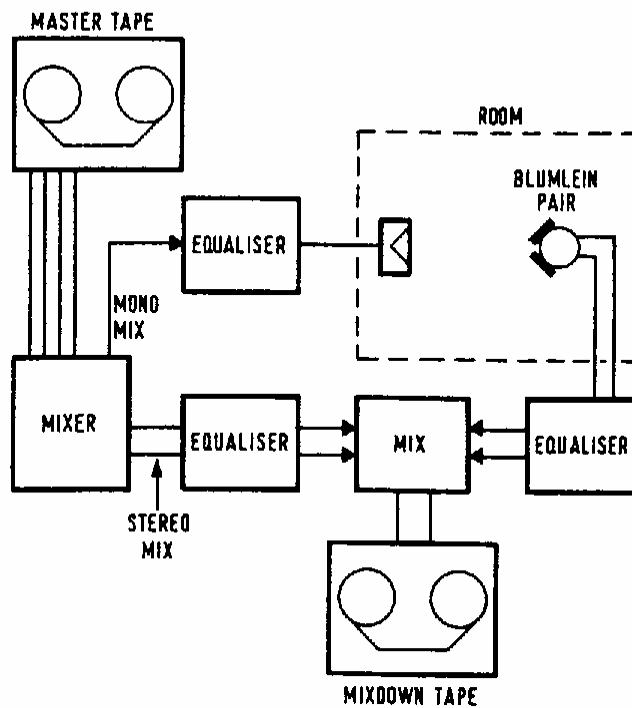 MASTER TAPE
ROOM
BLUMLEIN
PAIR
EQUALISER
MONO
MIX
MIXER
EQUALISER
MIX
EQUALISER
STEREO
MIX
MIXDOWN TAPE